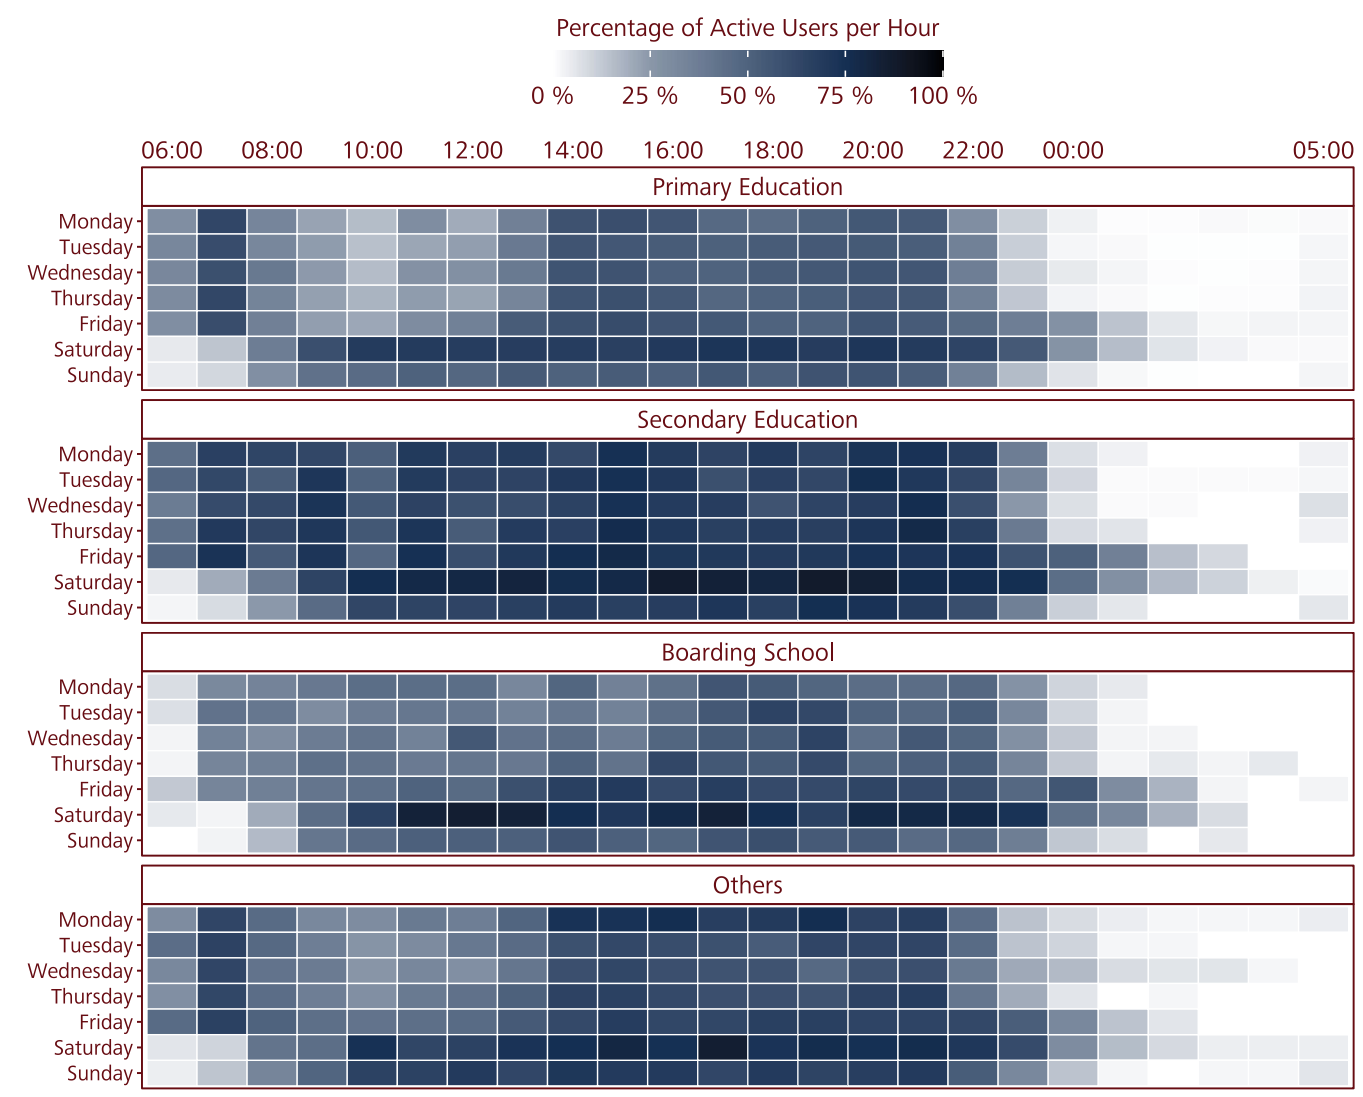 Percentage of Active Users per Hour
0 % 25 % 50 % 75 % 100 %
06:00 08:00 10:00 12:00 14:00 16:00 18:00 20:00 22:00 00:00 05:00
Primary Education
Monday
Tuesday
Wednesday
Thursday
Friday
Saturday
Sunday
Secondary Education
Monday
Tuesday
Wednesday
Thursday
Friday
Saturday
Sunday
Boarding School
Monday
Tuesday
Wednesday
Thursday
Friday
Saturday
Sunday
Others
Monday
Tuesday
Wednesday
Thursday
Friday
Saturday
Sunday